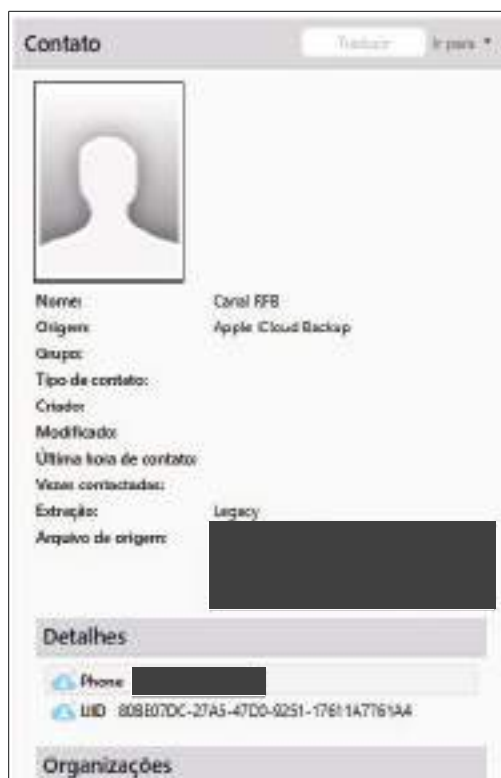 Contato Traduzir Ir para
Nome: Canal RFB
Origem: Apple iCloud Backup
Grupo:
Tipo de contato:
Criado:
Modificado:
Última hora de contato:
Vezes contactadas:
Extração: Legacy
Arquivo de origem:
Detalhes
Phone
UID
Organizações